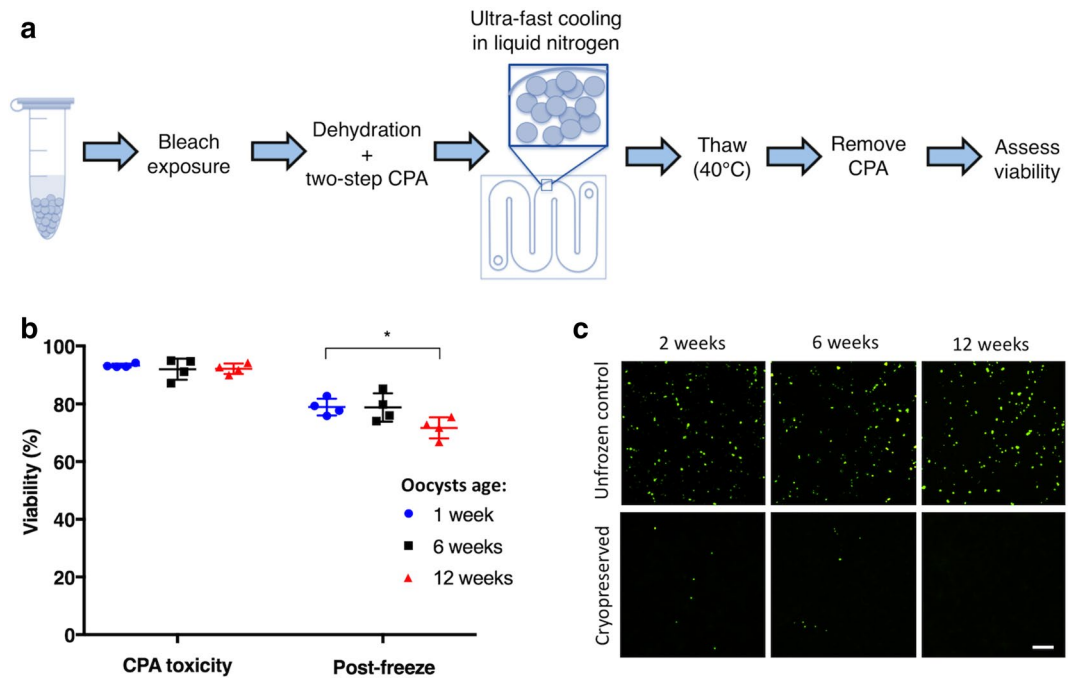 a
Ultra-fast cooling
in liquid nitrogen
Bleach
exposure
Dehydration
+
two-step CPA
Thaw
(40°C)
Remove
CPA
Assess
viability
b
Viability (%)
100
80
60
40
20
0
*
Oocysts age:
1 week
6 weeks
12 weeks
CPA toxicity
Post-freeze
c
2 weeks
6 weeks
12 weeks
Unfrozen control
Cryopreserved